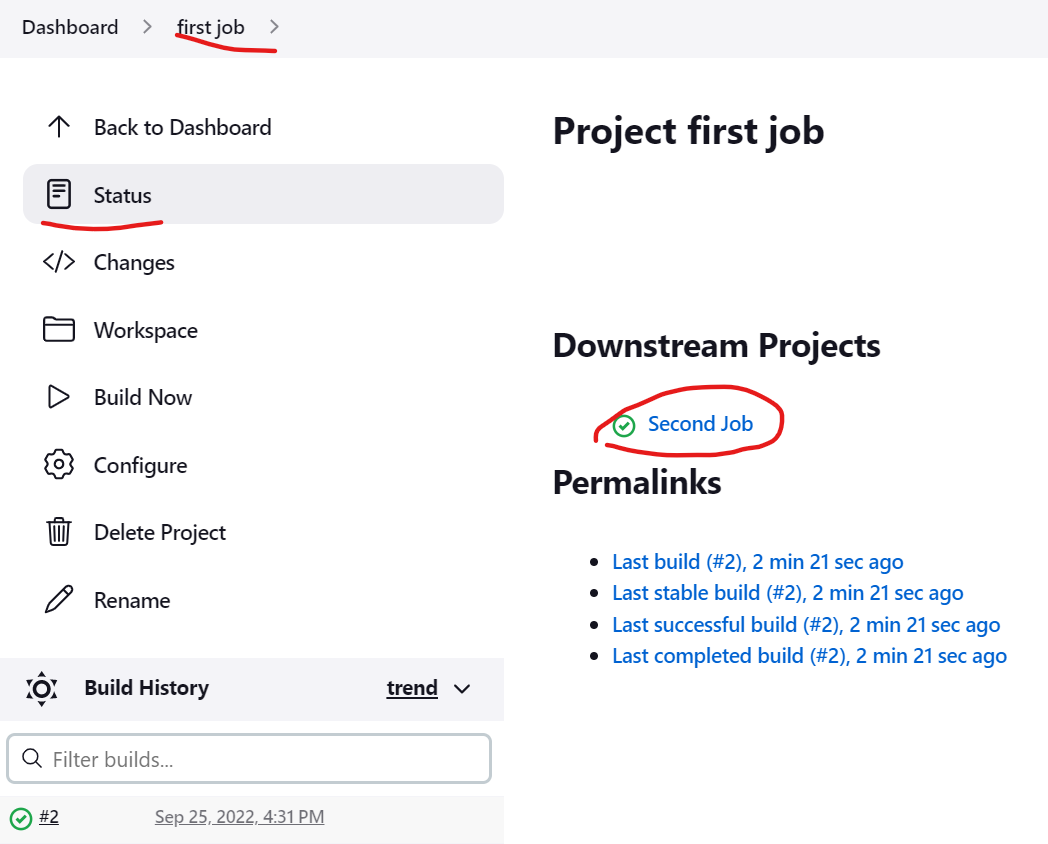 Dashboard > first job >
Back to Dashboard
Status
Changes
Workspace
Build Now
Configure
Delete Project
Rename
Build History trend
Filter builds...
#2 Sep 25, 2022, 4:31 PM
Project first job
Downstream Projects
Second Job
Permalinks
Last build (#2), 2 min 21 sec ago
Last stable build (#2), 2 min 21 sec ago
Last successful build (#2), 2 min 21 sec ago
Last completed build (#2), 2 min 21 sec ago